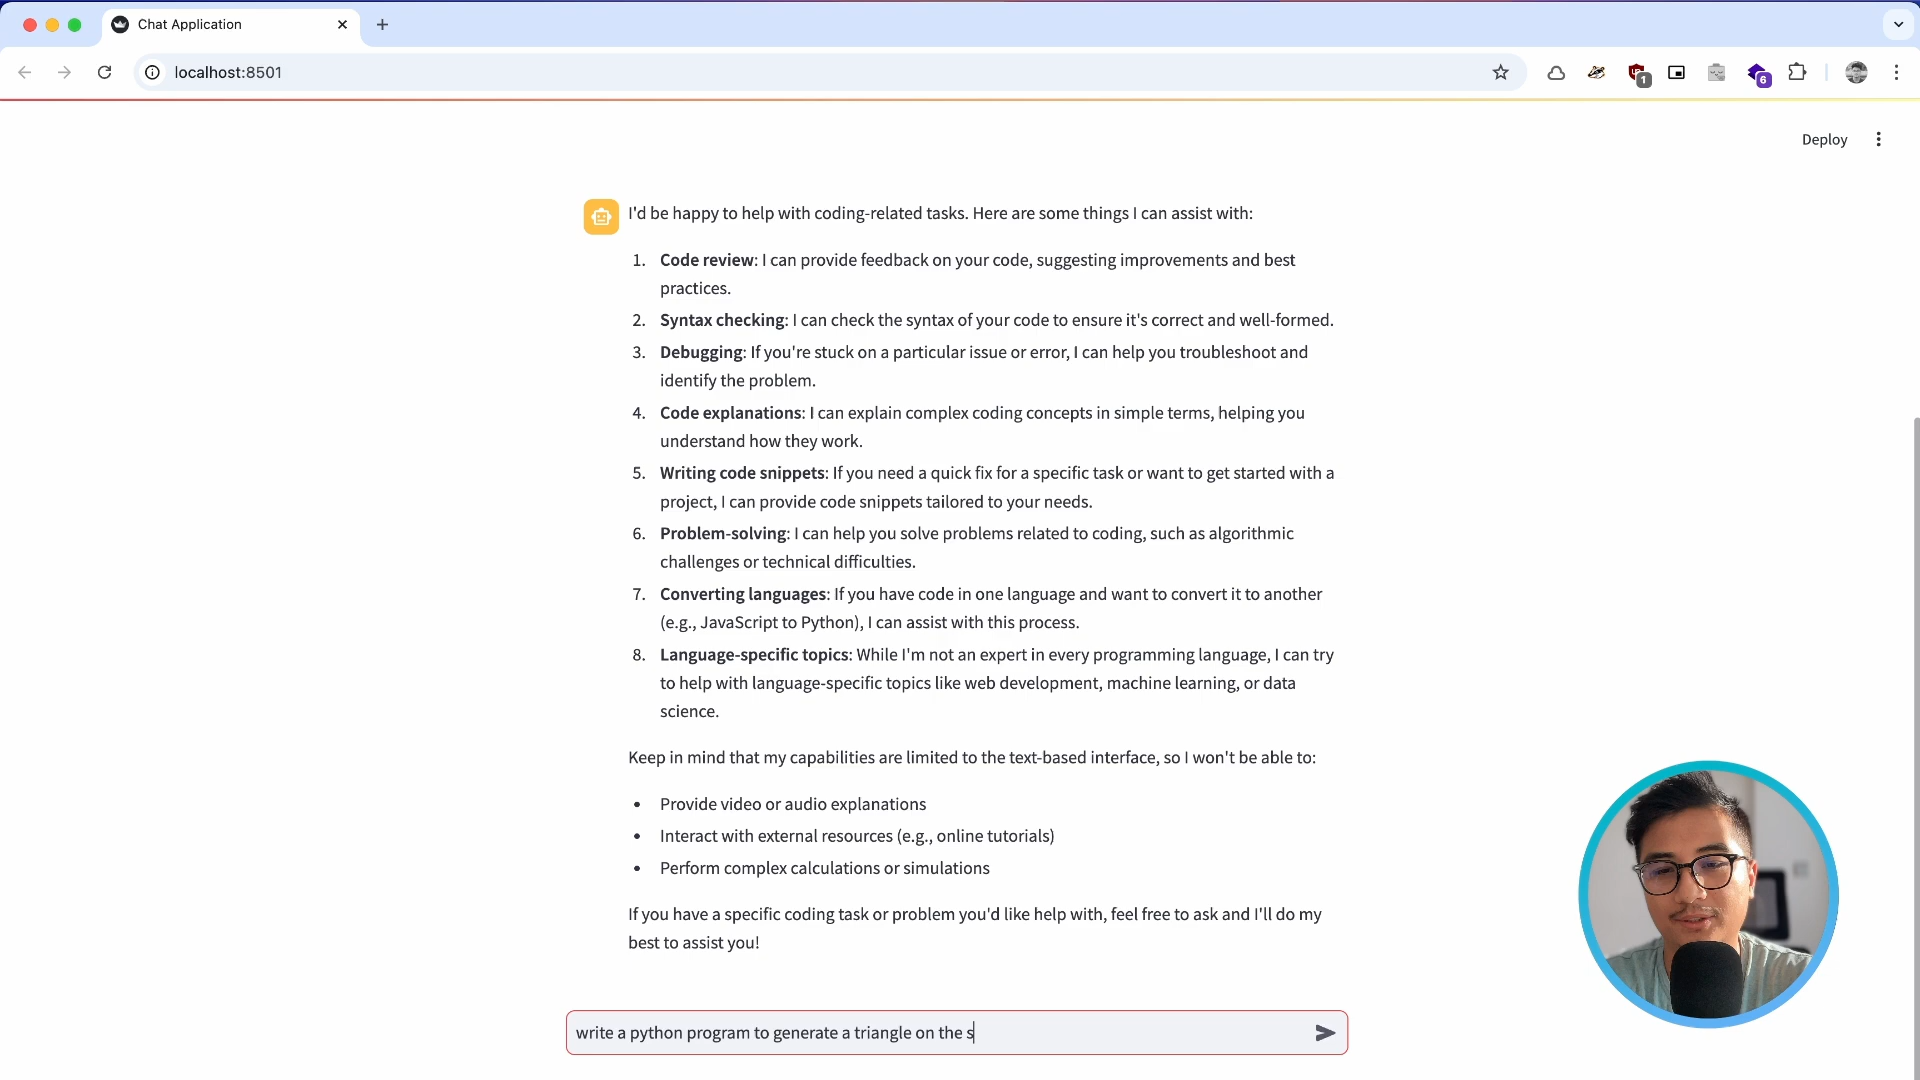 Chat Application
localhost:8501
1
6
Deploy
I'd be happy to help with coding-related tasks. Here are some things I can assist with:
1. Code review: I can provide feedback on your code, suggesting improvements and best
practices.
2. Syntax checking: I can check the syntax of your code to ensure it's correct and well-formed.
3. Debugging: If you're stuck on a particular issue or error, I can help you troubleshoot and
identify the problem.
4. Code explanations: I can explain complex coding concepts in simple terms, helping you
understand how they work.
5. Writing code snippets: If you need a quick fix for a specific task or want to get started with a
project, I can provide code snippets tailored to your needs.
6. Problem-solving: I can help you solve problems related to coding, such as algorithmic
challenges or technical difficulties.
7. Converting languages: If you have code in one language and want to convert it to another
(e.g., JavaScript to Python), I can assist with this process.
8. Language-specific topics: While I'm not an expert in every programming language, I can try
to help with language-specific topics like web development, machine learning, or data
science.
Keep in mind that my capabilities are limited to the text-based interface, so I won't be able to:
• Provide video or audio explanations
• Interact with external resources (e.g., online tutorials)
• Perform complex calculations or simulations
If you have a specific coding task or problem you'd like help with, feel free to ask and I'll do my
best to assist you!
write a python program to generate a triangle on the s